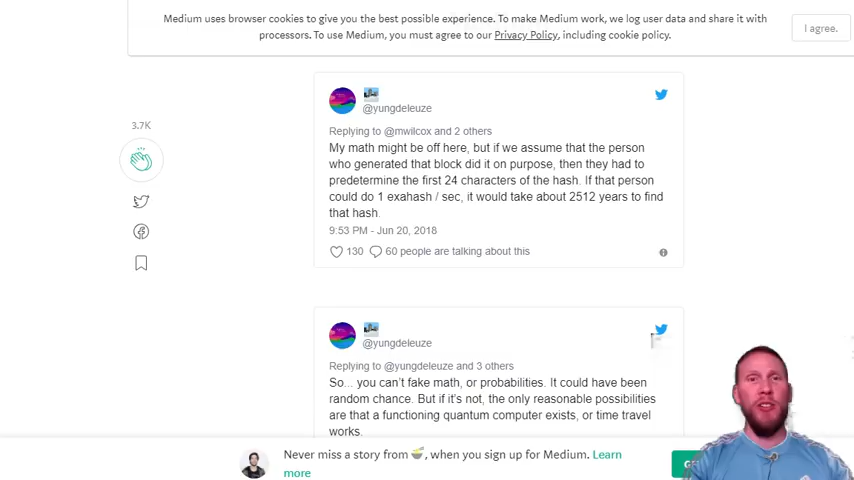 Medium uses browser cookies to give you the best possible experience. To make Medium work, we log user data and share it with
processors. To use Medium, you must agree to our Privacy Policy, including cookie policy.
I agree.
@yungdeleuze
Replying to @mwilcox and 2 others
My math might be off here, but if we assume that the person
who generated that block did it on purpose, then they had to
predetermine the first 24 characters of the hash. If that person
could do 1 exahash / sec, it would take about 2512 years to find
that hash.
9:53 PM - Jun 20, 2018
130 60 people are talking about this
3.7K
@yungdeleuze
Replying to @yungdeleuze and 3 others
So... you can't fake math, or probabilities. It could have been
random chance. But if it's not, the only reasonable possibilities
are that a functioning quantum computer exists, or time travel
works.
Never miss a story from 🍜, when you sign up for Medium. Learn
more